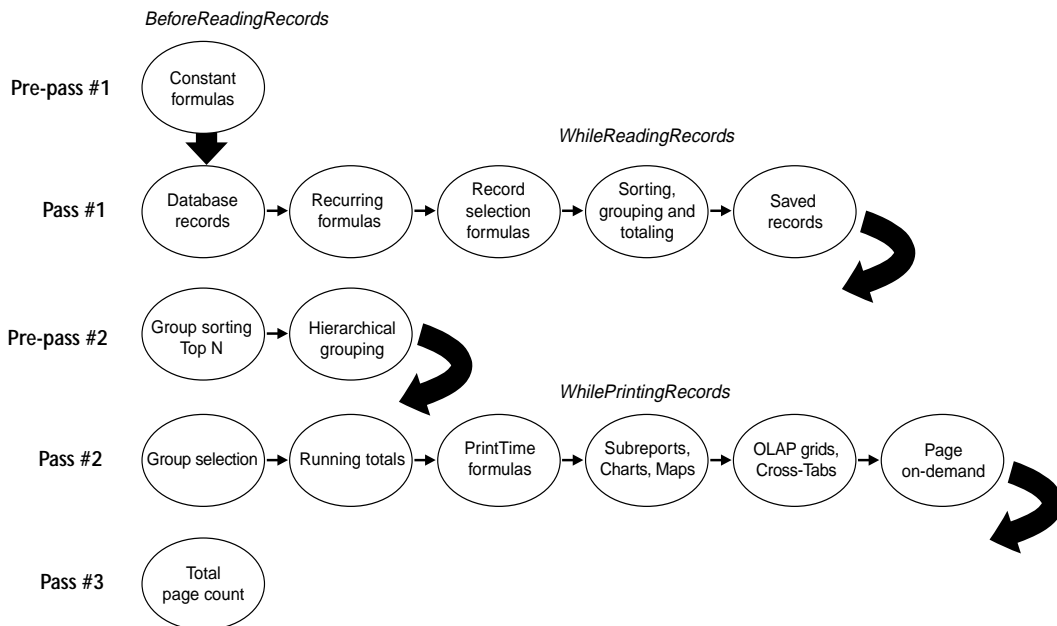 BeforeReadingRecords
Pre-pass #1
Constant
formulas
WhileReadingRecords
Pass #1
Database
records
Recurring
formulas
Record
selection
formulas
Sorting,
grouping and
totaling
Saved
records
Pre-pass #2
Group sorting
Top N
Hierarchical
grouping
WhilePrintingRecords
Pass #2
Group selection
Running totals
PrintTime
formulas
Subreports,
Charts, Maps
OLAP grids,
Cross-Tabs
Page
on-demand
Pass #3
Total
page count